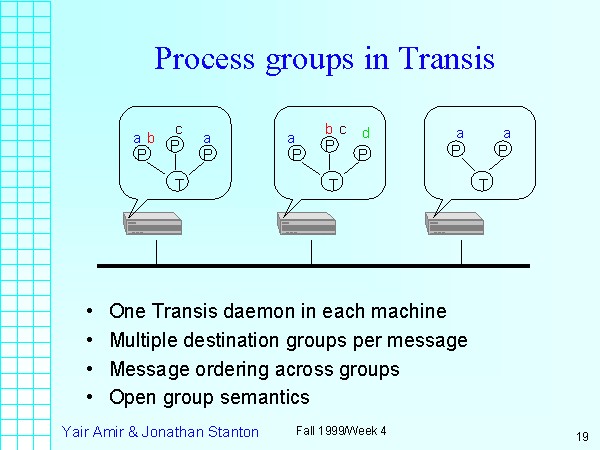 Process groups in Transis
a b c a
P P P
T
a b c d
P P P
T
a a
P P
T
• One Transis daemon in each machine
• Multiple destination groups per message
• Message ordering across groups
• Open group semantics
Yair Amir & Jonathan Stanton
Fall 1999/Week 4
19